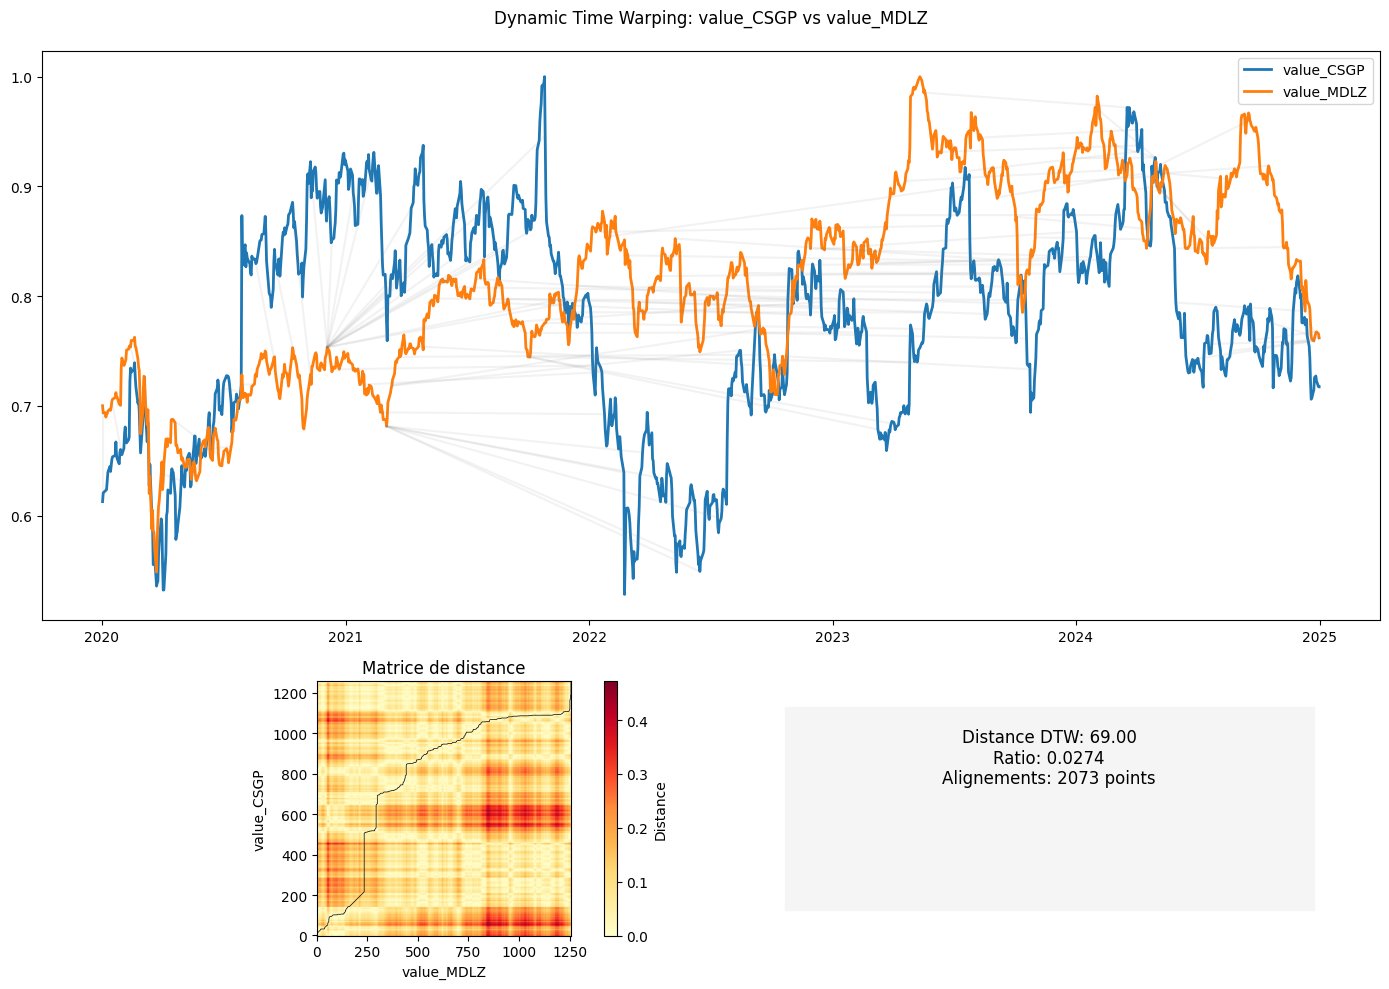 Dynamic Time Warping: value_CSGP vs value_MDLZ
1.0
0.9
0.8
0.7
0.6
value_CSGP
value_MDLZ
2020 2021 2022 2023 2024 2025
Matrice de distance
1200
1000
800
600
400
200
0
value_CSGP
0 250 500 750 1000 1250
value_MDLZ
0.4
0.3
0.2
0.1
0.0
Distance
Distance DTW: 69.00
Ratio: 0.0274
Alignements: 2073 points